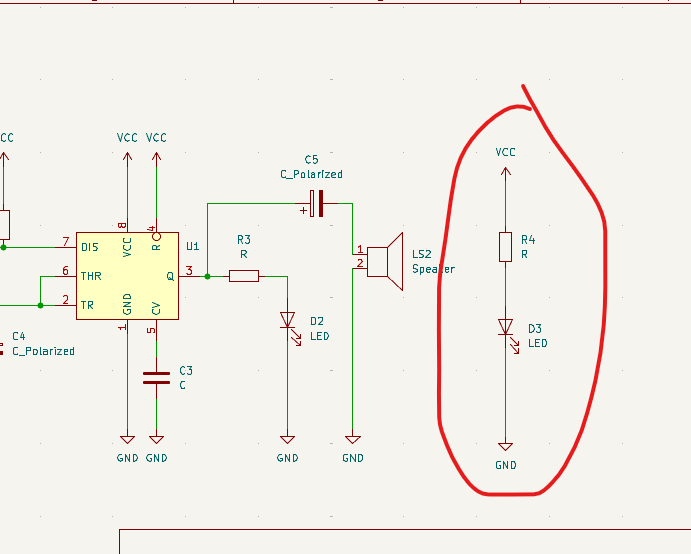 CC
VCC
VCC
C5
C_Polarized
VCC
8
4
7
DIS
VCC
R
U1
R3
R
1
LS2
R4
R
6
THR
Q
3
2
Speaker
2
TR
GND
CV
D2
LED
D3
LED
C4
C_Polarized
1
5
C3
C
GND
GND
GND
GND
GND